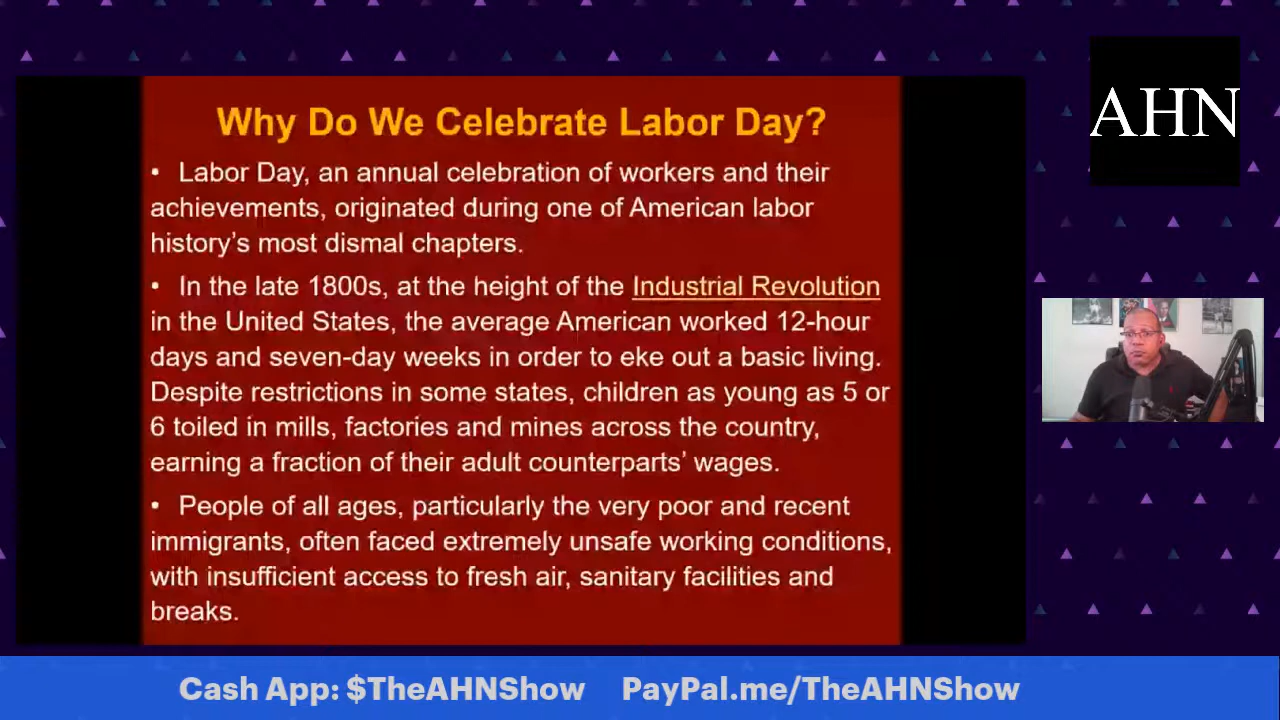 Why Do We Celebrate Labor Day?
• Labor Day, an annual celebration of workers and their
achievements, originated during one of American labor
history’s most dismal chapters.
• In the late 1800s, at the height of the Industrial Revolution
in the United States, the average American worked 12-hour
days and seven-day weeks in order to eke out a basic living.
Despite restrictions in some states, children as young as 5 or
6 toiled in mills, factories and mines across the country,
earning a fraction of their adult counterparts’ wages.
• People of all ages, particularly the very poor and recent
immigrants, often faced extremely unsafe working conditions,
with insufficient access to fresh air, sanitary facilities and
breaks.
AHN
Cash App: $TheAHNShow PayPal.me/TheAHNShow